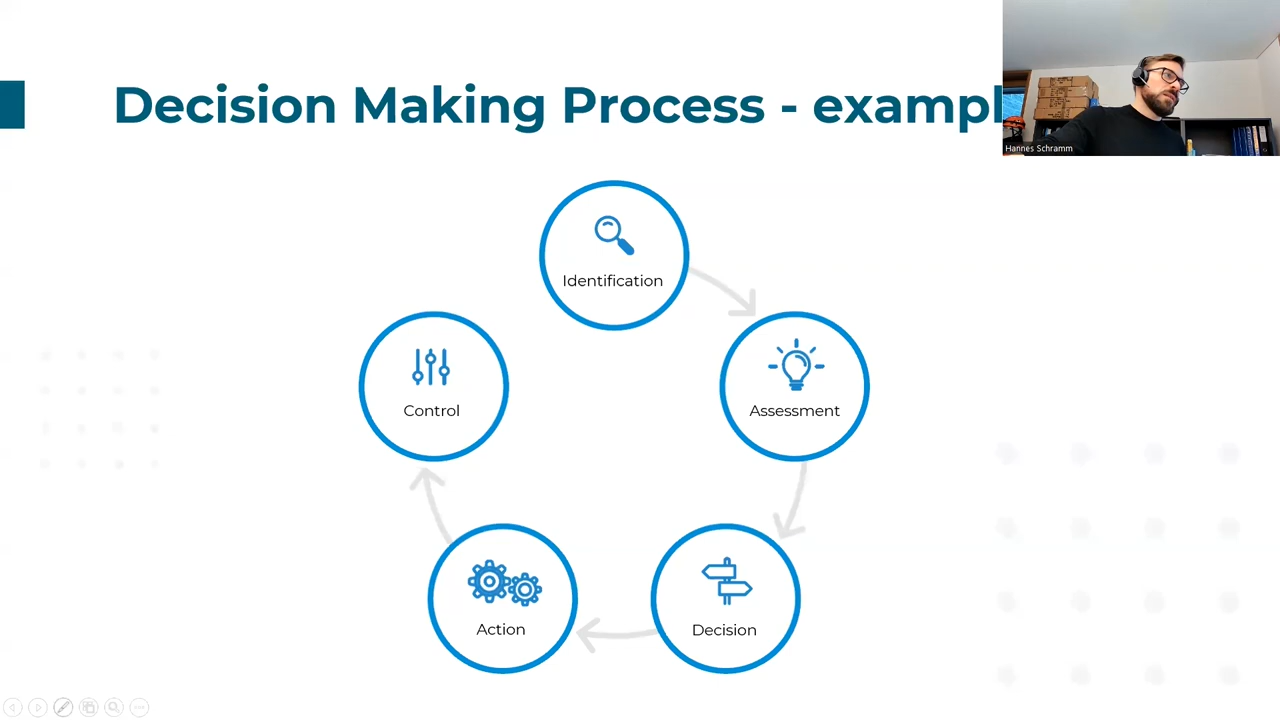 Decision Making Process - exampl
Hannes Schramm
Identification
Control
Assessment
Action
Decision